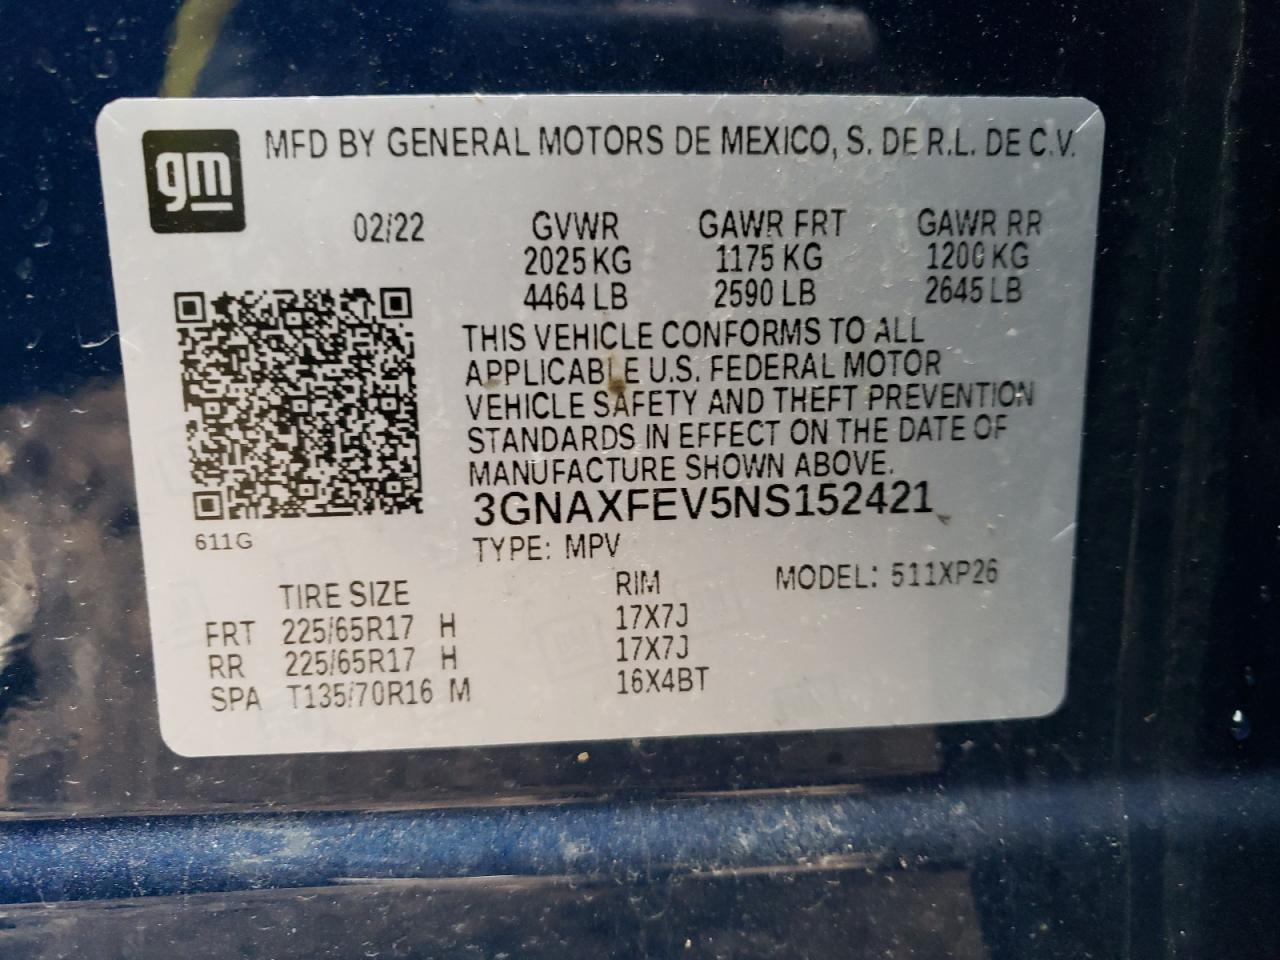 gm MFD BY GENERAL MOTORS DE MEXICO, S. DE R.L. DE C.V.
02/22 GVWR GAWR FRT GAWR RR
2025 KG 1175 KG 1200 KG
4464 LB 2590 LB 2645 LB
THIS VEHICLE CONFORMS TO ALL
APPLICABLE U.S. FEDERAL MOTOR
VEHICLE SAFETY AND THEFT PREVENTION
STANDARDS IN EFFECT ON THE DATE OF
MANUFACTURE SHOWN ABOVE.
3GNAXFEV5NS152421
611G
TYPE: MPV
MODEL: 511XP26
TIRE SIZE RIM
FRT 225/65R17 H 17X7J
RR 225/65R17 H 17X7J
SPA T135/70R16 M 16X4BT